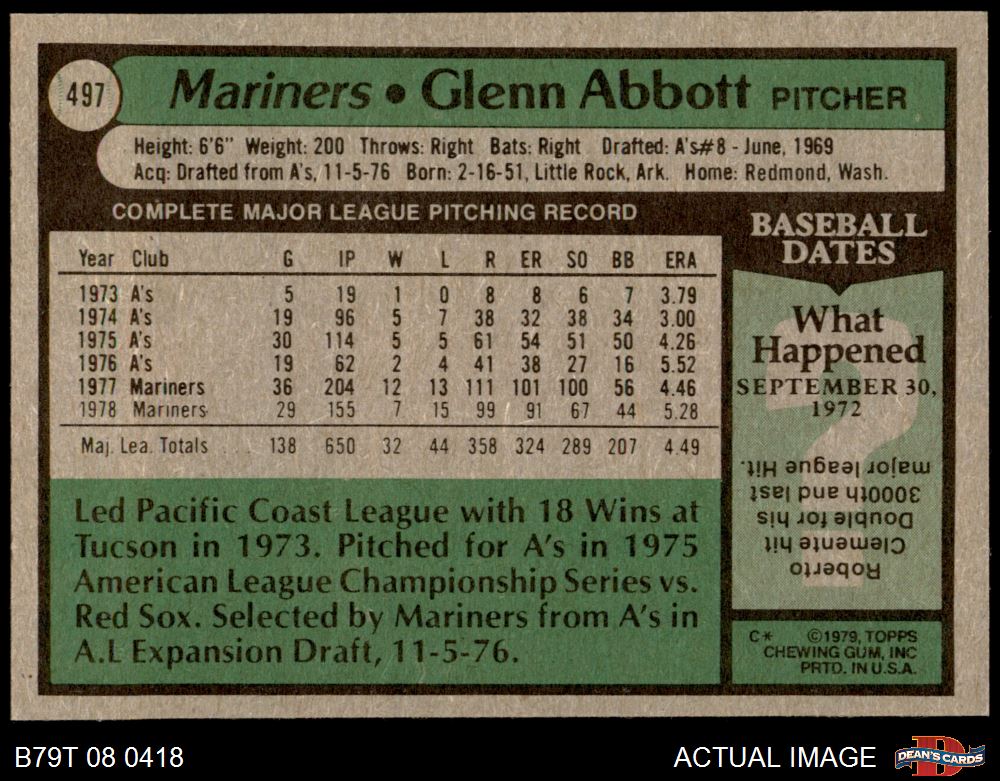 497
Mariners • Glenn Abbott PITCHER
Height: 6'6" Weight: 200 Throws: Right Bats: Right Drafted: A's#8 - June, 1969
Acq: Drafted from A's, 11-5-76 Born: 2-16-51, Little Rock, Ark. Home: Redmond, Wash.
COMPLETE MAJOR LEAGUE PITCHING RECORD
Year Club G IP W L R ER SO BB ERA
1973 A's 5 19 1 0 8 8 6 7 3.79
1974 A's 19 96 5 7 38 32 38 34 3.00
1975 A's 30 114 5 5 61 54 51 50 4.26
1976 A's 19 62 2 4 41 38 27 16 5.52
1977 Mariners 36 204 12 13 111 101 100 56 4.46
1978 Mariners 29 155 7 15 99 91 67 44 5.28
Maj. Lea. Totals 138 650 32 44 358 324 289 207 4.49
Led Pacific Coast League with 18 Wins at
Tucson in 1973. Pitched for A's in 1975
American League Championship Series vs.
Red Sox. Selected by Mariners from A's in
A.L Expansion Draft, 11-5-76.
BASEBALL
DATES
What
Happened
SEPTEMBER 30,
1972
?
Roberto
Clemente hit
Double for his
3000th and last
major league Hit.
C* ©1979, TOPPS
CHEWING GUM, INC
PRTD. IN U.S.A.
B79T 08 0418
ACTUAL IMAGE
D
DEAN'S CARDS